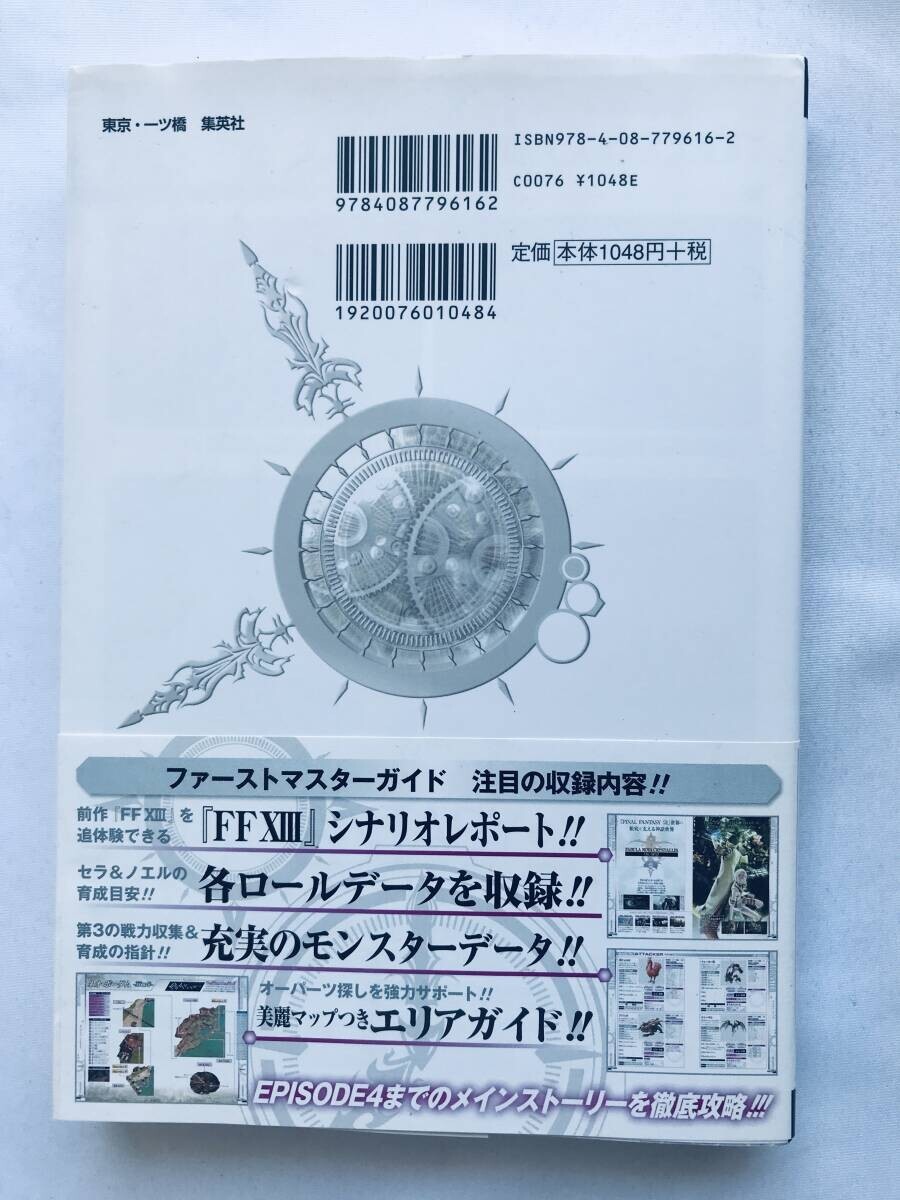 東京・一ツ橋 集英社
ISBN978-4-08-779616-2
C0076 ¥1048E
9784087796162
定価 本体1048円+税
1920076010484
ファーストマスターガイド 注目の収録内容!!
前作『FFXIII』を
追体験できる
『FFXIII』シナリオレポート!!
セラ&ノエルの
育成目安!!
各ロールデータを収録!!
第3の戦力収集&
育成の指針!!
充実のモンスターデータ!!
オーパーツ探しを強力サポート!!
美麗マップつきエリアガイド!!
EPISODE4までのメインストーリーを徹底攻略!!!